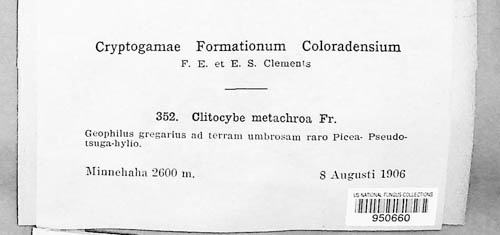 Cryptogamae Formationum Coloradensium
F. E. et E. S. Clements
352. Clitocybe metachroa Fr.
Geophilus gregarius ad terram umbrosam raro Picea- Pseudo-
tsuga-hylio.
Minnehaha 2600 m. 8 Augusti 1906
US NATIONAL FUNGUS COLLECTIONS
950660